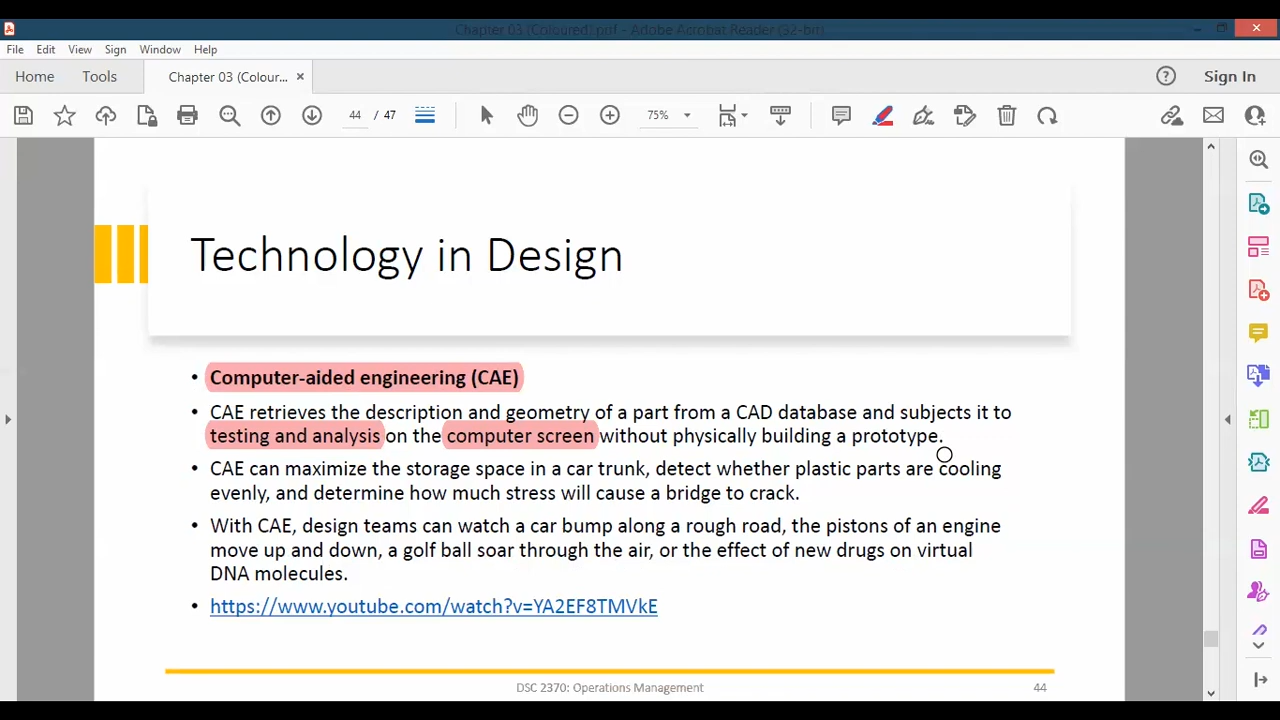 Chapter 03 (Coloured).pdf - Adobe Acrobat Reader (32-bit)
File Edit View Sign Window Help
Home Tools Chapter 03 (Colour... × Sign In
44 / 47 75%
Technology in Design
• Computer-aided engineering (CAE)
• CAE retrieves the description and geometry of a part from a CAD database and subjects it to
testing and analysis on the computer screen without physically building a prototype.
• CAE can maximize the storage space in a car trunk, detect whether plastic parts are cooling
evenly, and determine how much stress will cause a bridge to crack.
• With CAE, design teams can watch a car bump along a rough road, the pistons of an engine
move up and down, a golf ball soar through the air, or the effect of new drugs on virtual
DNA molecules.
• https://www.youtube.com/watch?v=YA2EF8TMVkE
DSC 2370: Operations Management 44